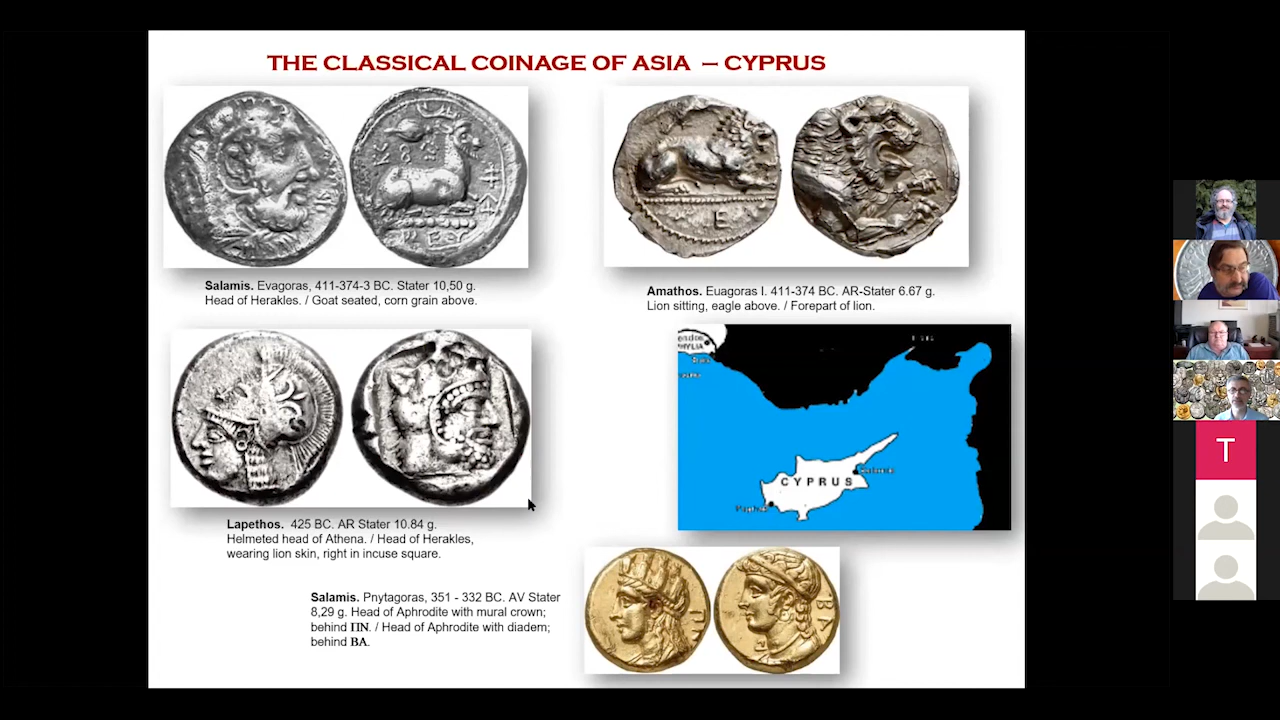 THE CLASSICAL COINAGE OF ASIA – CYPRUS
Salamis. Evagoras, 411-374-3 BC. Stater 10,50 g.
Head of Herakles. / Goat seated, corn grain above.
Amathos. Euagoras I. 411-374 BC. AR-Stater 6.67 g.
Lion sitting, eagle above. / Forepart of lion.
E
CYPRUS
Lapethos. 425 BC. AR Stater 10.84 g.
Helmeted head of Athena. / Head of Herakles,
wearing lion skin, right in incuse square.
Salamis. Pnytagoras, 351 - 332 BC. AV Stater
8,29 g. Head of Aphrodite with mural crown;
behind ΠΝ. / Head of Aphrodite with diadem;
behind BA.
ΠΝ
BA
T